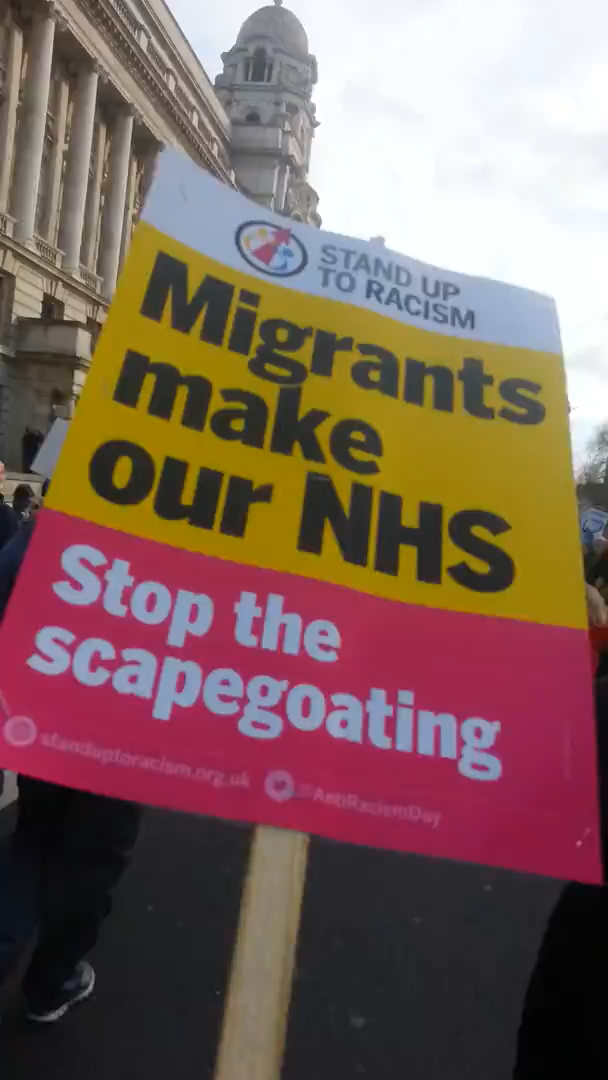 STAND UP
TO RACISM
Migrants
make
our NHS
Stop the
scapegoating
standuptoracism.org.uk @AntiRacismDay